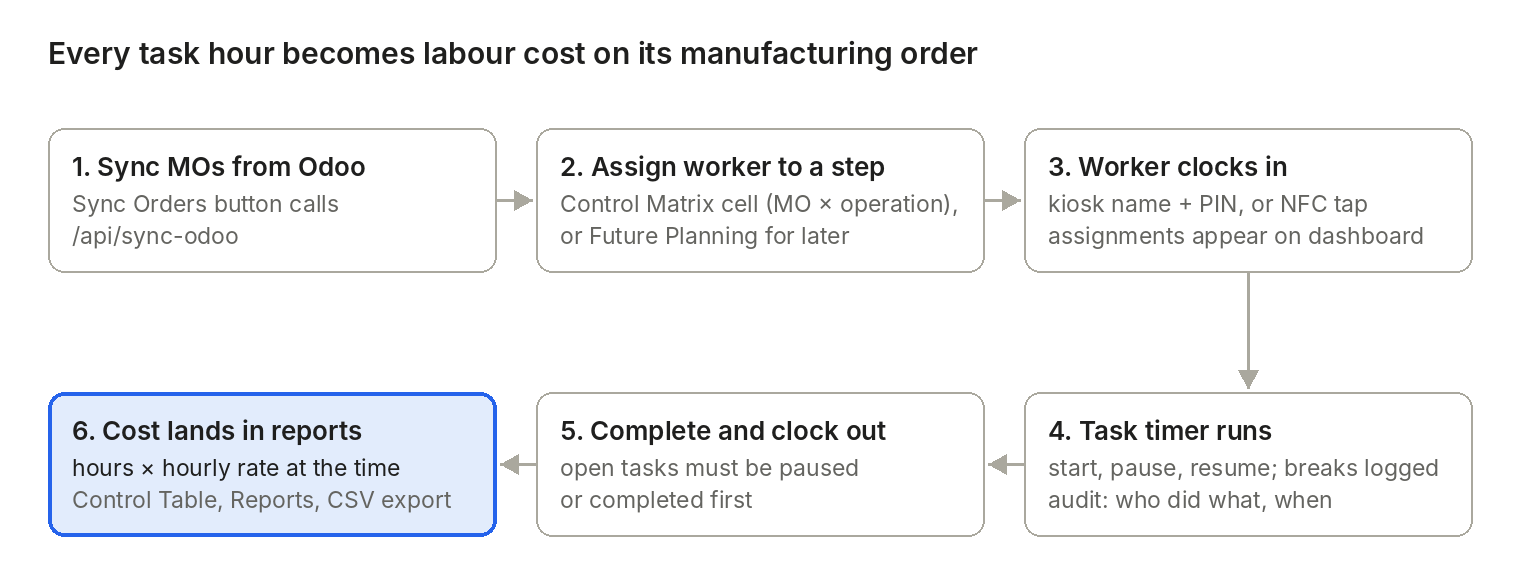 Every task hour becomes labour cost on its manufacturing order
1. Sync MOs from Odoo
Sync Orders button calls
/api/sync-odoo
2. Assign worker to a step
Control Matrix cell (MO × operation),
or Future Planning for later
3. Worker clocks in
kiosk name + PIN, or NFC tap
assignments appear on dashboard
4. Task timer runs
start, pause, resume; breaks logged
audit: who did what, when
5. Complete and clock out
open tasks must be paused
or completed first
6. Cost lands in reports
hours × hourly rate at the time
Control Table, Reports, CSV export